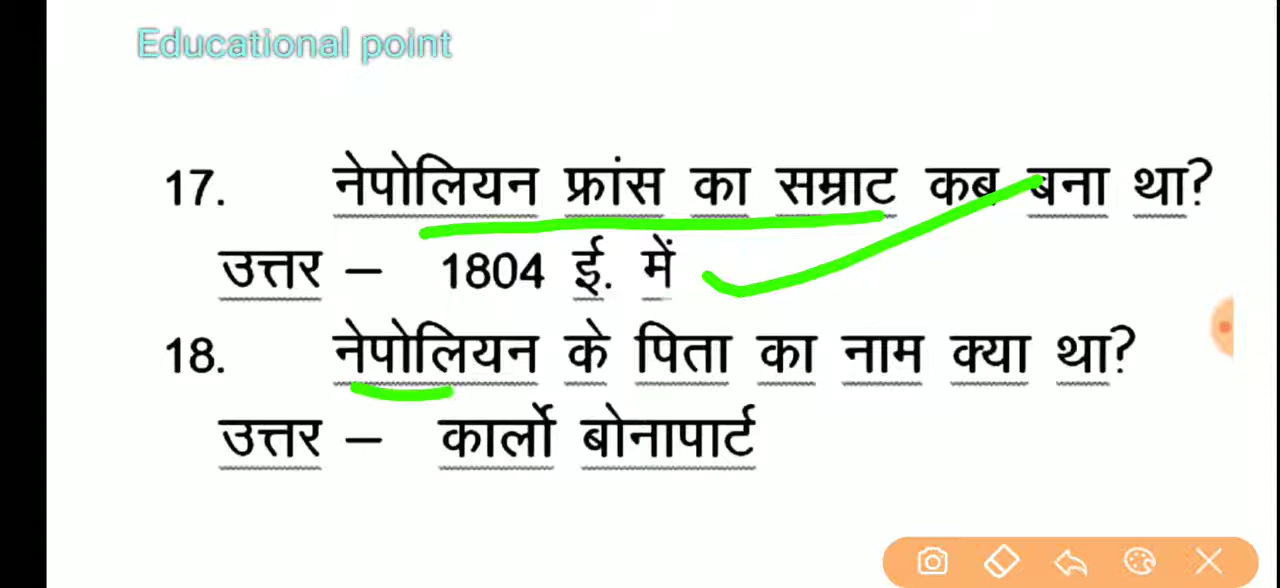 Educational point
17. नेपोलियन फ्रांस का सम्राट कब बना था?
उत्तर – 1804 ई. में
18. नेपोलियन के पिता का नाम क्या था?
उत्तर – कार्लो बोनापार्ट